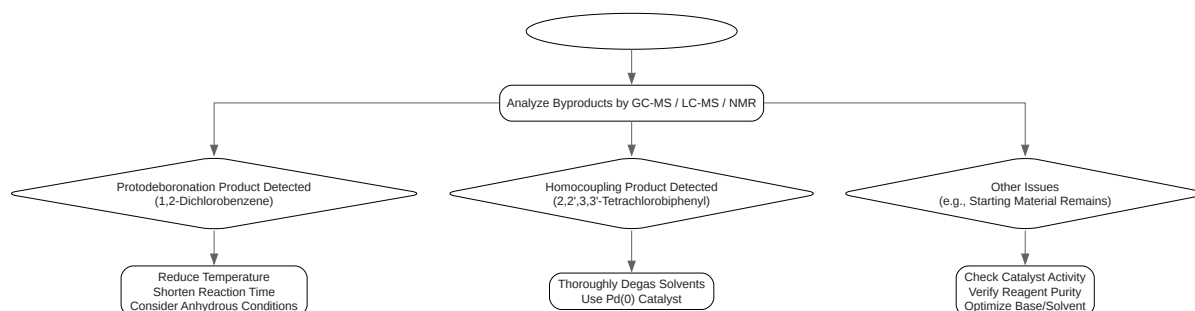 Analyze Byproducts by GC-MS / LC-MS / NMR
Protodeboronation Product Detected
(1,2-Dichlorobenzene)
Homocoupling Product Detected
(2,2',3,3'-Tetrachlorobiphenyl)
Other Issues
(e.g., Starting Material Remains)
Reduce Temperature
Shorten Reaction Time
Consider Anhydrous Conditions
Thoroughly Degas Solvents
Use Pd(0) Catalyst
Check Catalyst Activity
Verify Reagent Purity
Optimize Base/Solvent